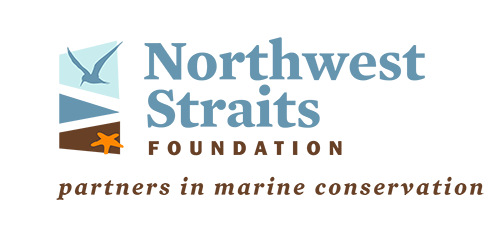 Northwest
Straits
FOUNDATION
partners in marine conservation